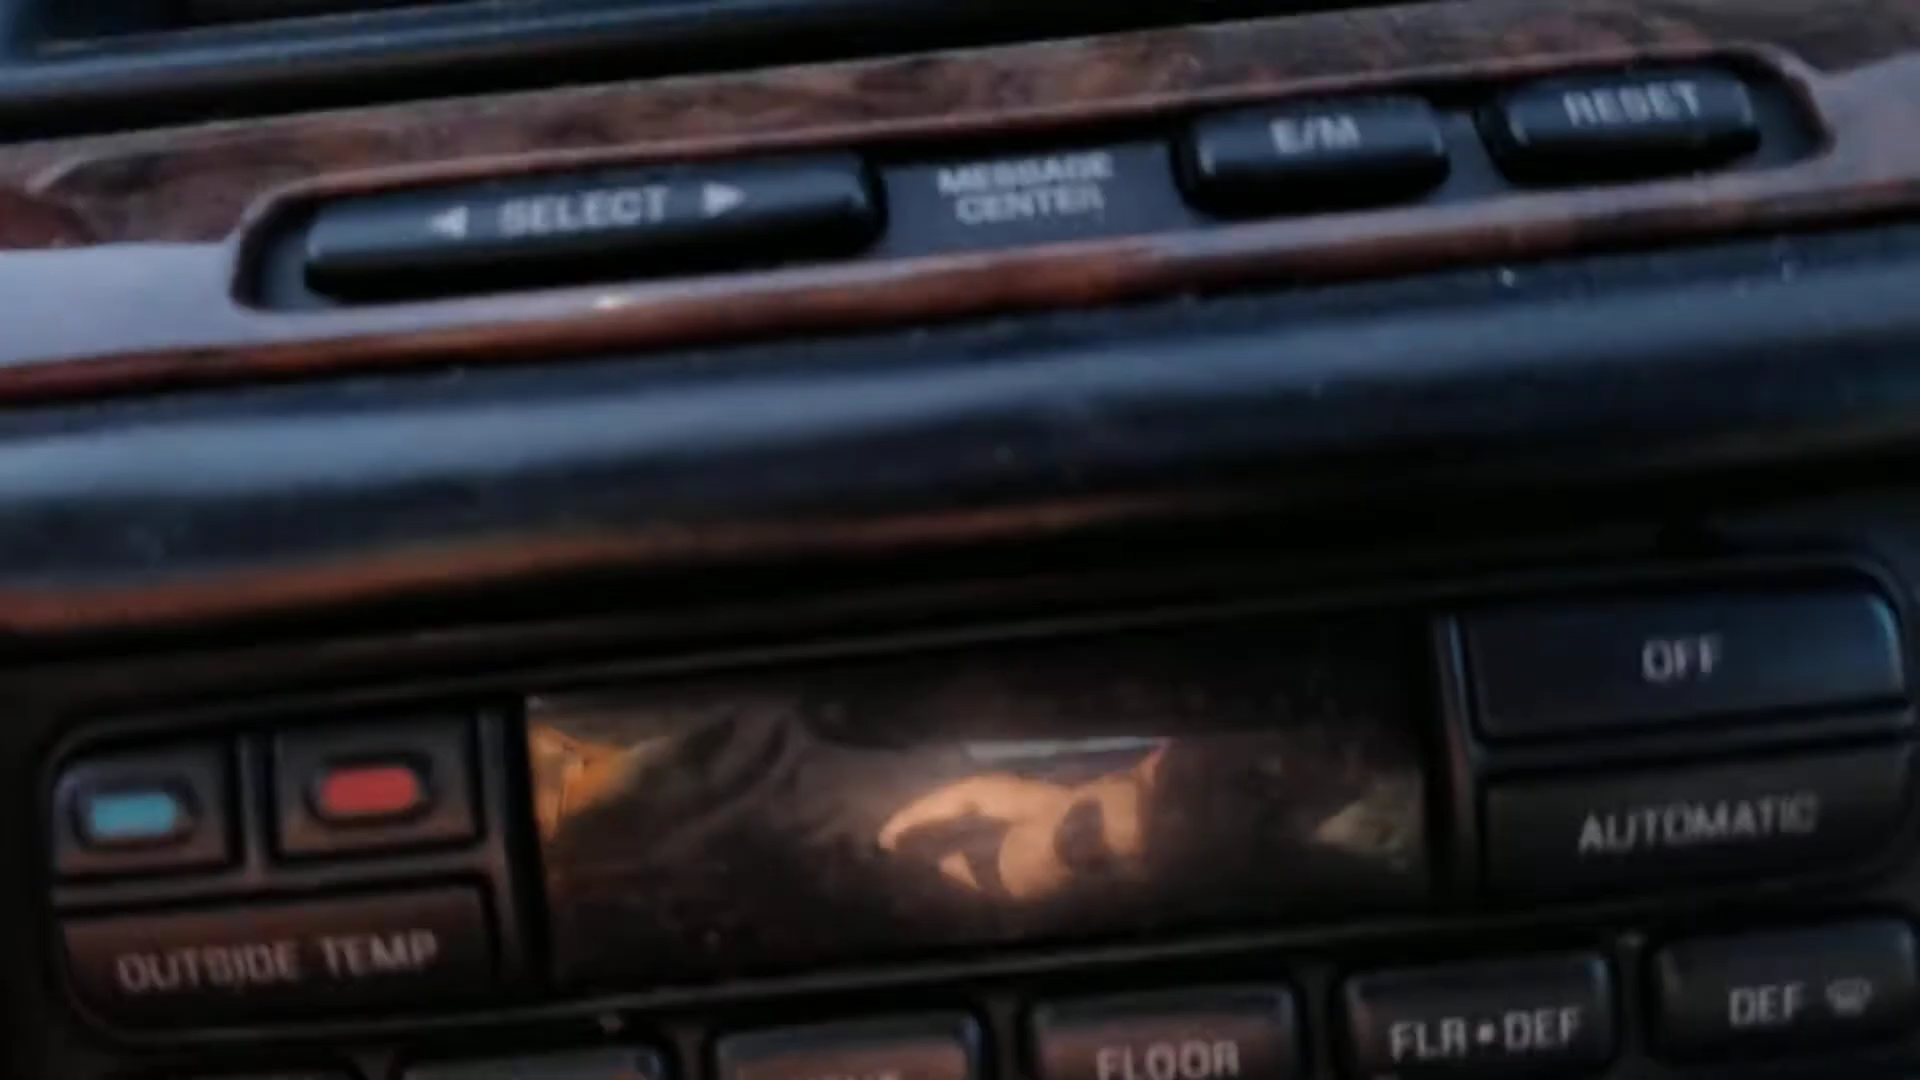 ◀ SELECT ▶
MESSAGE
CENTER
E/M
RESET
OFF
AUTOMATIC
OUTSIDE TEMP
FLOOR
FLR•DEF
DEF